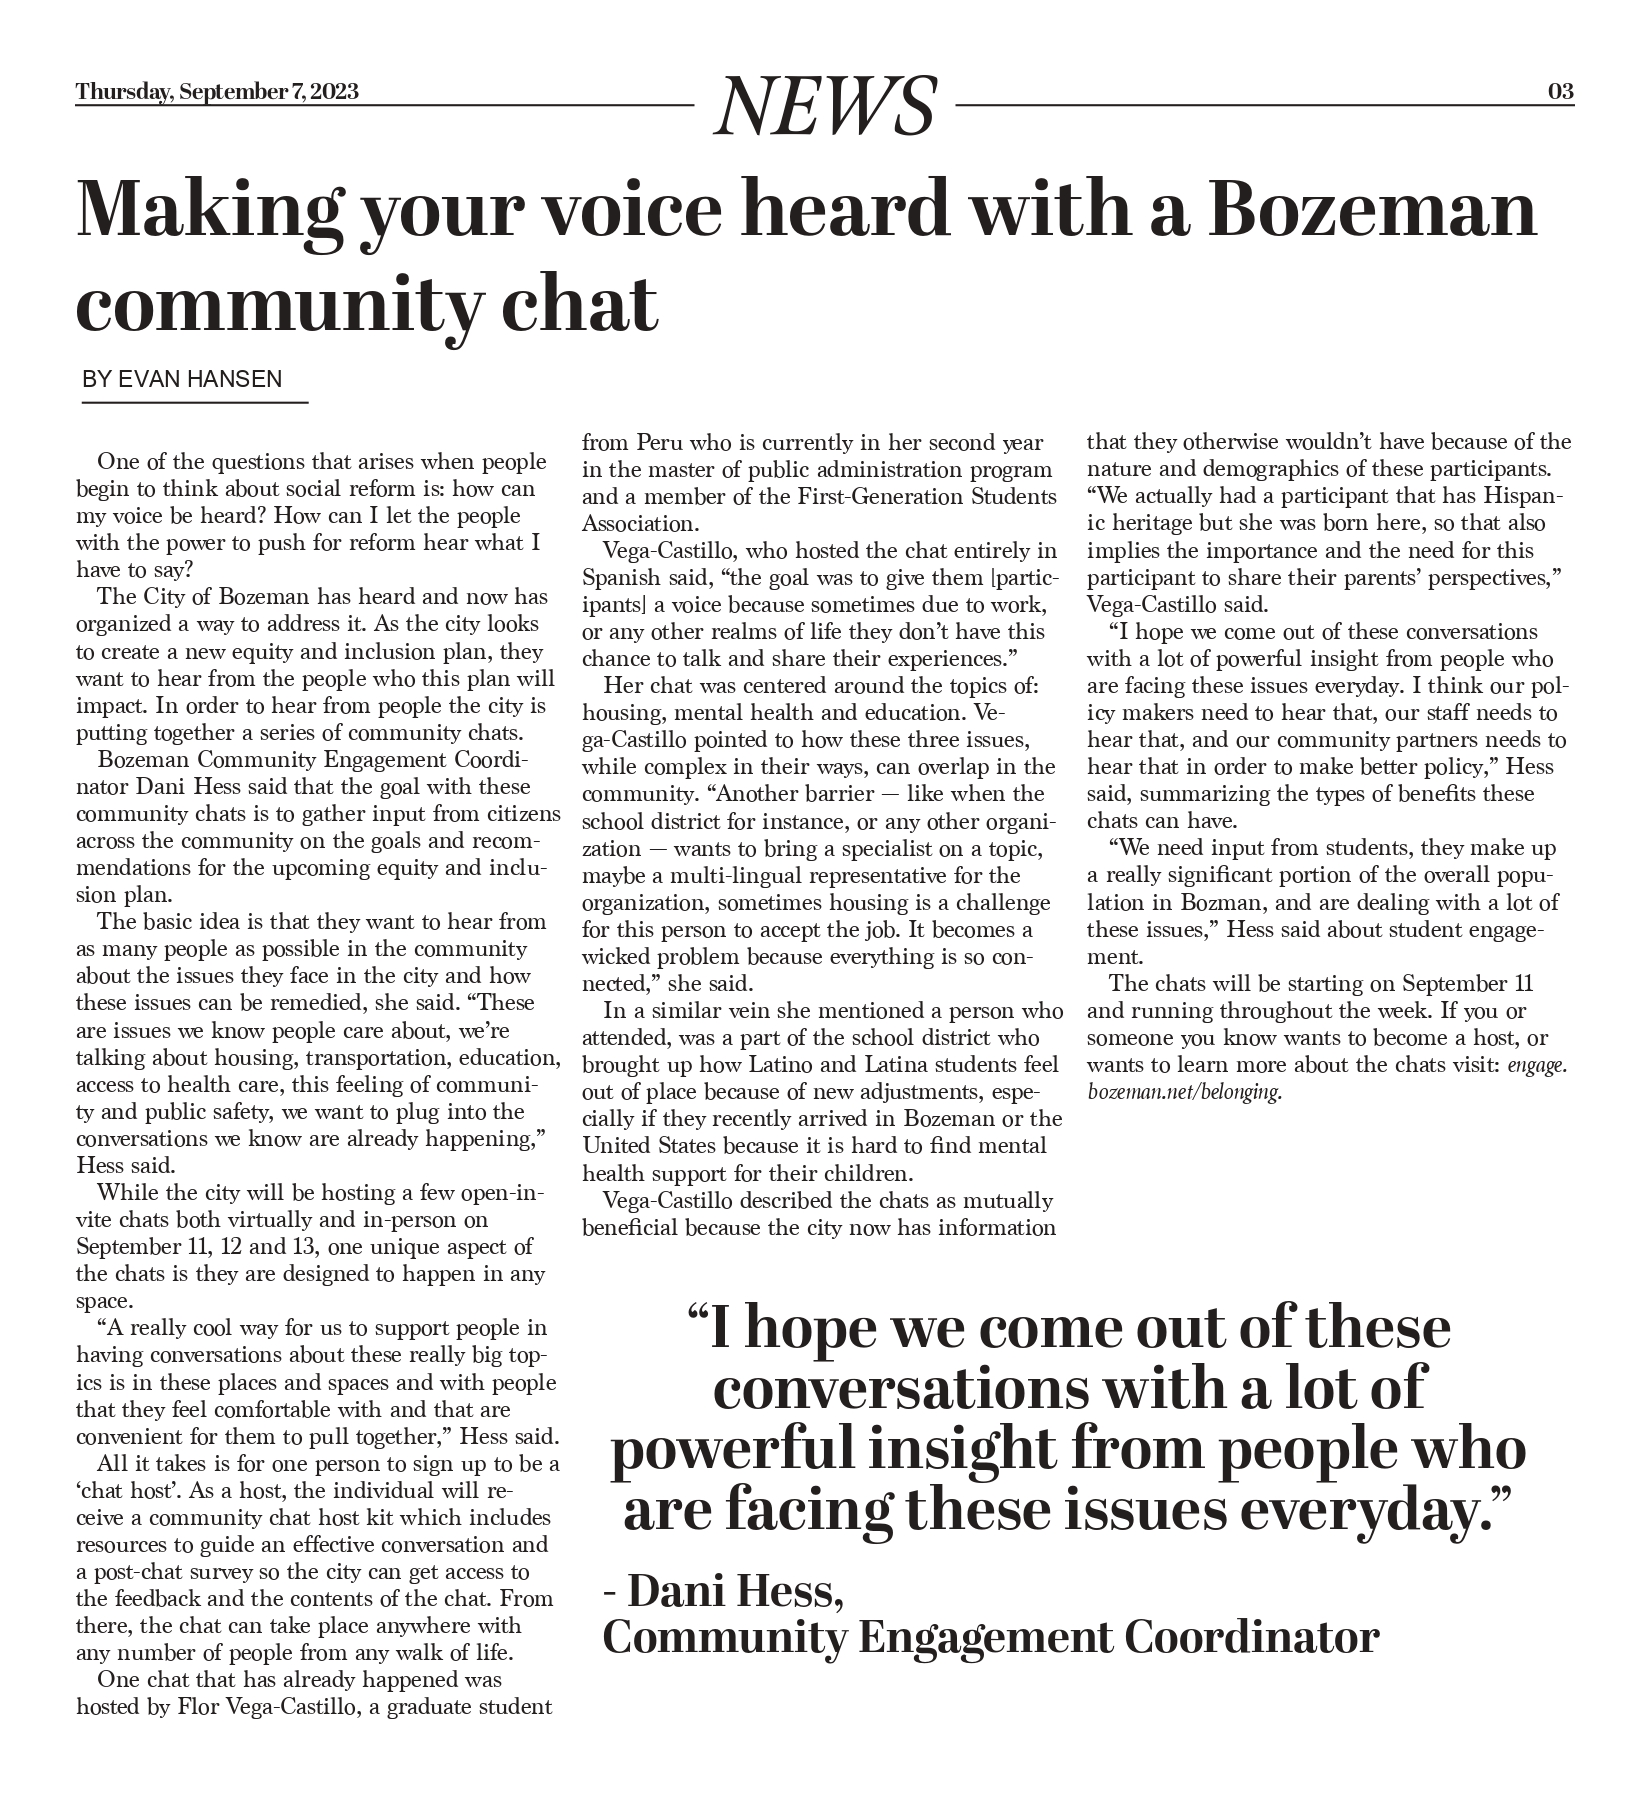 Thursday, September 7, 2023
NEWS
03
Making your voice heard with a Bozeman
community chat
BY EVAN HANSEN
One of the questions that arises when people
begin to think about social reform is: how can
my voice be heard? How can I let the people
with the power to push for reform hear what I
have to say?
The City of Bozeman has heard and now has
organized a way to address it. As the city looks
to create a new equity and inclusion plan, they
want to hear from the people who this plan will
impact. In order to hear from people the city is
putting together a series of community chats.
Bozeman Community Engagement Coordi-
nator Dani Hess said that the goal with these
community chats is to gather input from citizens
across the community on the goals and recom-
mendations for the upcoming equity and inclu-
sion plan.
The basic idea is that they want to hear from
as many people as possible in the community
about the issues they face in the city and how
these issues can be remedied, she said. “These
are issues we know people care about, we’re
talking about housing, transportation, education,
access to health care, this feeling of communi-
ty and public safety, we want to plug into the
conversations we know are already happening,”
Hess said.
While the city will be hosting a few open-in-
vite chats both virtually and in-person on
September 11, 12 and 13, one unique aspect of
the chats is they are designed to happen in any
space.
“A really cool way for us to support people in
having conversations about these really big top-
ics is in these places and spaces and with people
that they feel comfortable with and that are
convenient for them to pull together,” Hess said.
All it takes is for one person to sign up to be a
‘chat host’. As a host, the individual will re-
ceive a community chat host kit which includes
resources to guide an effective conversation and
a post-chat survey so the city can get access to
the feedback and the contents of the chat. From
there, the chat can take place anywhere with
any number of people from any walk of life.
One chat that has already happened was
hosted by Flor Vega-Castillo, a graduate student
from Peru who is currently in her second year
in the master of public administration program
and a member of the First-Generation Students
Association.
Vega-Castillo, who hosted the chat entirely in
Spanish said, “the goal was to give them [partic-
ipants] a voice because sometimes due to work,
or any other realms of life they don’t have this
chance to talk and share their experiences.”
Her chat was centered around the topics of:
housing, mental health and education. Ve-
ga-Castillo pointed to how these three issues,
while complex in their ways, can overlap in the
community. “Another barrier — like when the
school district for instance, or any other organi-
zation — wants to bring a specialist on a topic,
maybe a multi-lingual representative for the
organization, sometimes housing is a challenge
for this person to accept the job. It becomes a
wicked problem because everything is so con-
nected,” she said.
In a similar vein she mentioned a person who
attended, was a part of the school district who
brought up how Latino and Latina students feel
out of place because of new adjustments, espe-
cially if they recently arrived in Bozeman or the
United States because it is hard to find mental
health support for their children.
Vega-Castillo described the chats as mutually
beneficial because the city now has information
that they otherwise wouldn’t have because of the
nature and demographics of these participants.
“We actually had a participant that has Hispan-
ic heritage but she was born here, so that also
implies the importance and the need for this
participant to share their parents’ perspectives,”
Vega-Castillo said.
“I hope we come out of these conversations
with a lot of powerful insight from people who
are facing these issues everyday. I think our pol-
icy makers need to hear that, our staff needs to
hear that, and our community partners needs to
hear that in order to make better policy,” Hess
said, summarizing the types of benefits these
chats can have.
“We need input from students, they make up
a really significant portion of the overall popu-
lation in Bozman, and are dealing with a lot of
these issues,” Hess said about student engage-
ment.
The chats will be starting on September 11
and running throughout the week. If you or
someone you know wants to become a host, or
wants to learn more about the chats visit: engage.
bozeman.net/belonging.
“I hope we come out of these
conversations with a lot of
powerful insight from people who
are facing these issues everyday.”
- Dani Hess,
Community Engagement Coordinator